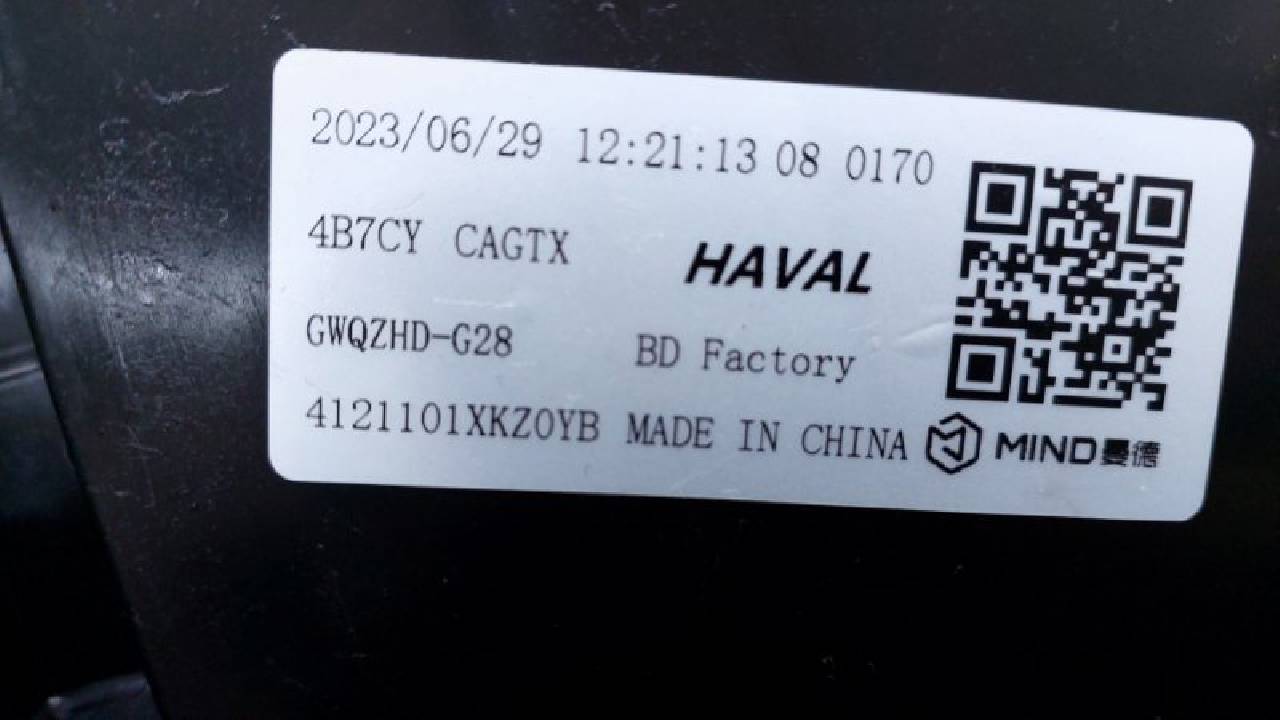 2023/06/29 12:21:13 08 0170
4B7CY CAGTX HAVAL
GWQZHD-G28 BD Factory
4121101XKZ0YB MADE IN CHINA MIND曼德